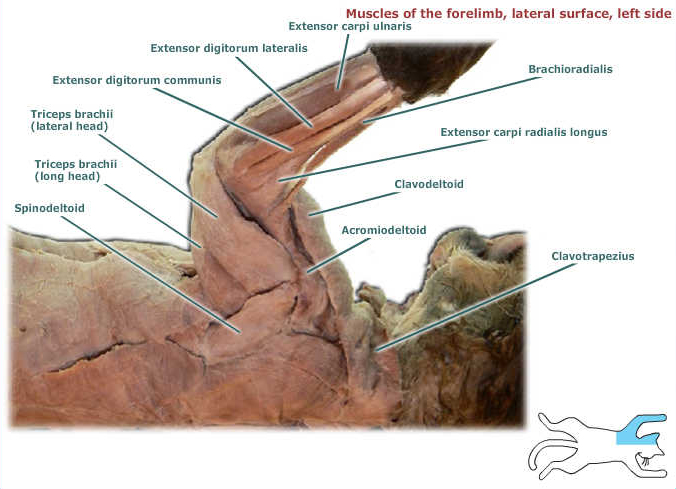 Muscles of the forelimb, lateral surface, left side
Extensor carpi ulnaris
Extensor digitorum lateralis
Extensor digitorum communis
Brachioradialis
Triceps brachii
(lateral head)
Extensor carpi radialis longus
Triceps brachii
(long head)
Clavodeltoid
Spinodeltoid
Acromiodeltoid
Clavotrapezius